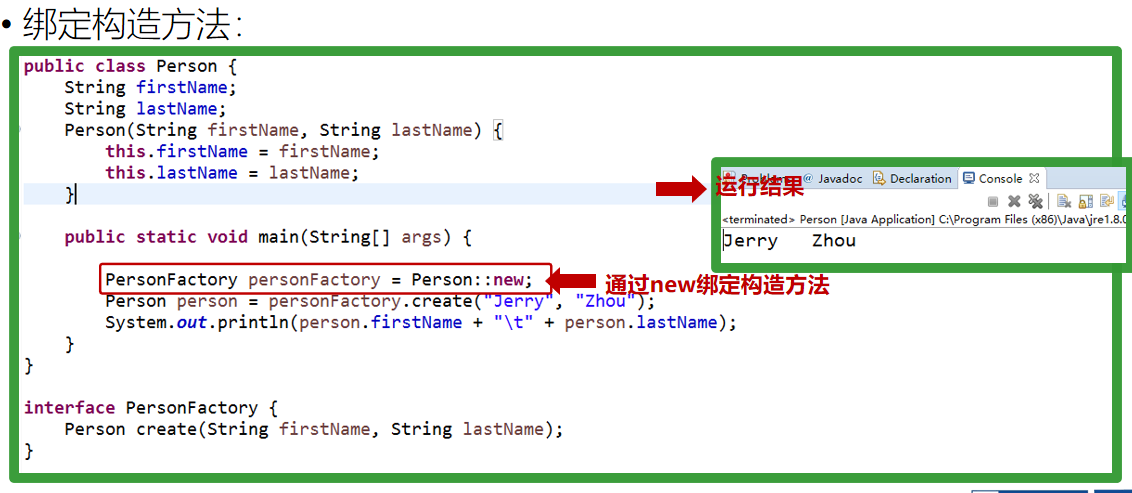 • 绑定构造方法：
public class Person {
    String firstName;
    String lastName;
    Person(String firstName, String lastName) {
        this.firstName = firstName;
        this.lastName = lastName;
    }
    public static void main(String[] args) {
        PersonFactory personFactory = Person::new;
        Person person = personFactory.create("Jerry", "Zhou");
        System.out.println(person.firstName + "\t" + person.lastName);
    }
}
interface PersonFactory {
    Person create(String firstName, String lastName);
}
运行结果
@ Javadoc Declaration Console
<terminated> Person [Java Application] C:\Program Files (x86)\Java\jre1.8.0
Jerry Zhou
通过new绑定构造方法